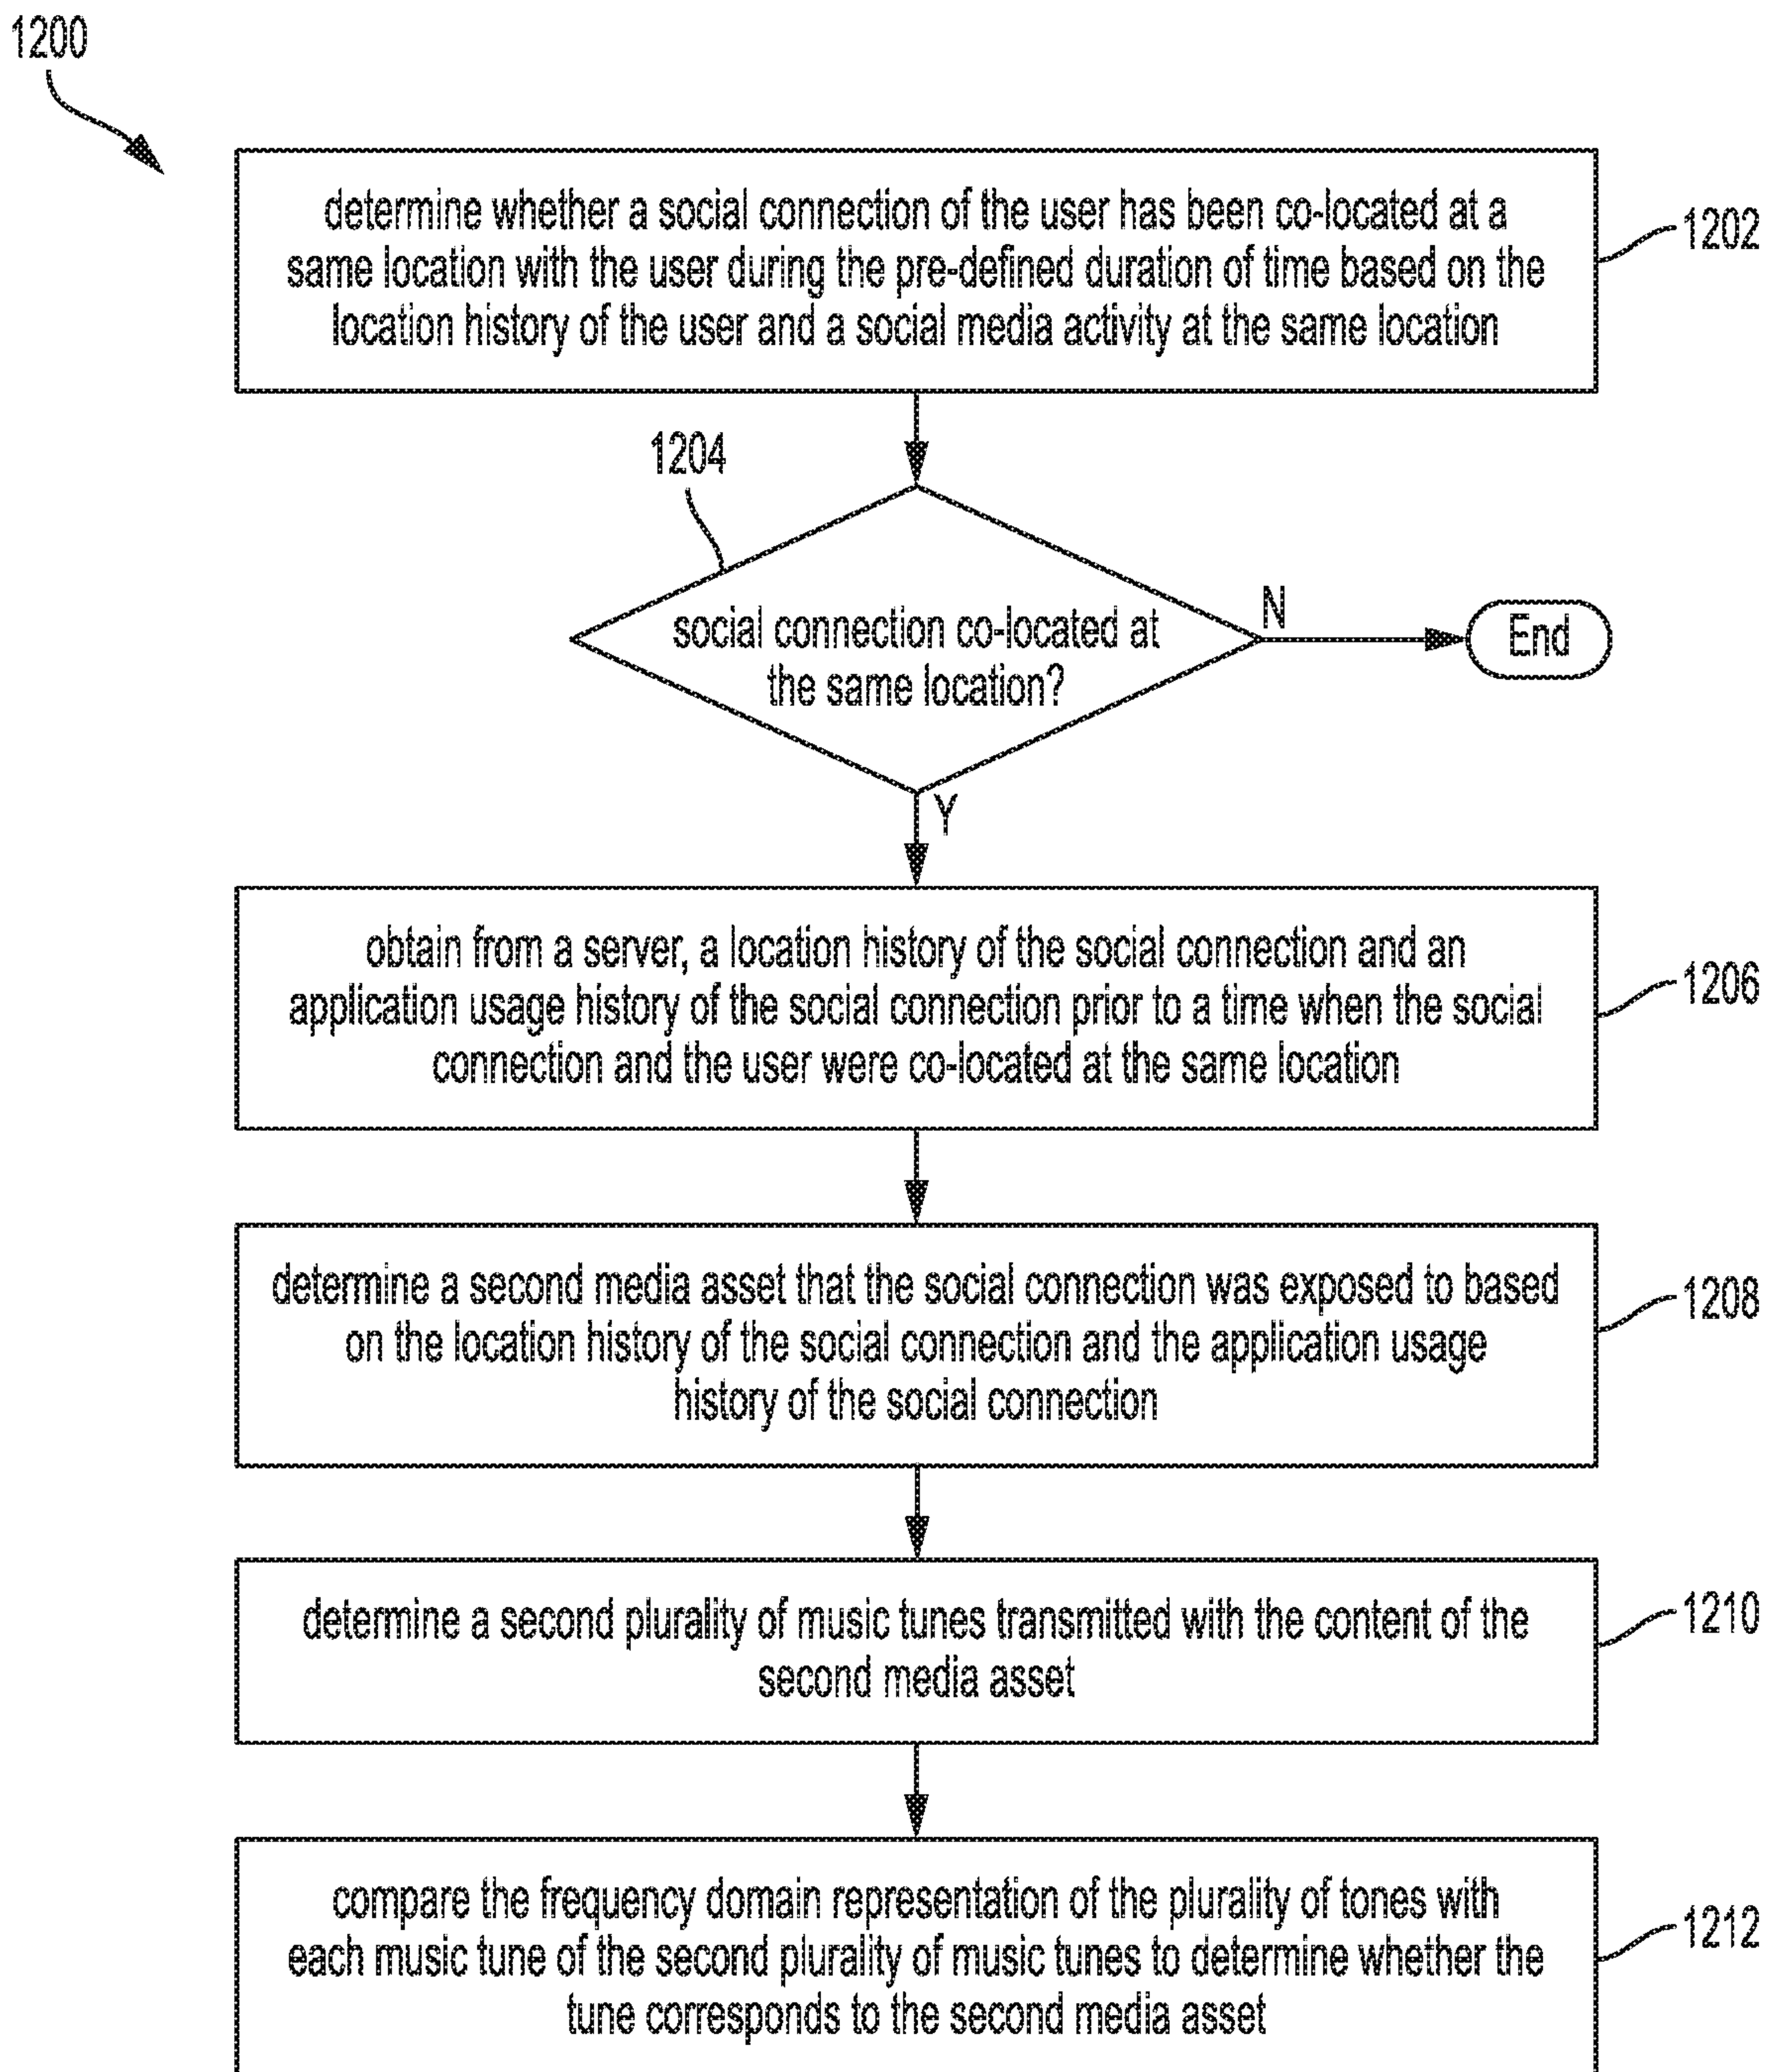 1200
determine whether a social connection of the user has been co-located at a
same location with the user during the pre-defined duration of time based on the
location history of the user and a social media activity at the same location
1202
1204
social connection co-located at
the same location?
N
End
Y
obtain from a server, a location history of the social connection and an
application usage history of the social connection prior to a time when the social
connection and the user were co-located at the same location
1206
determine a second media asset that the social connection was exposed to based
on the location history of the social connection and the application usage
history of the social connection
1208
determine a second plurality of music tunes transmitted with the content of the
second media asset
1210
compare the frequency domain representation of the plurality of tones with
each music tune of the second plurality of music tunes to determine whether the
tune corresponds to the second media asset
1212